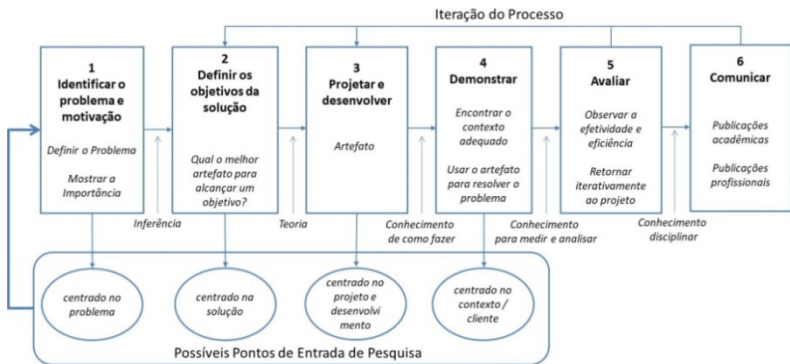 Iteração do Processo
1
Identificar o
problema e
motivação
Definir o Problema
Mostrar a
Importância
2
Definir os
objetivos da
solução
Qual o melhor
artefato para
alcançar um
objetivo?
3
Projetar e
desenvolver
Artefato
4
Demonstrar
Encontrar o
contexto
adequado
Usar o artefato
para resolver o
problema
5
Avaliar
Observar a
efetividade e
eficiência
Retornar
iterativamente
ao projeto
6
Comunicar
Publicações
acadêmicas
Publicações
profissionais
Inferência
Teoria
Conhecimento
de como fazer
Conhecimento
para medir e analisar
Conhecimento
disciplinar
centrado no
problema
centrado na
solução
centrado no
projeto e
desenvolvi
mento
centrado no
contexto /
cliente
Possíveis Pontos de Entrada de Pesquisa